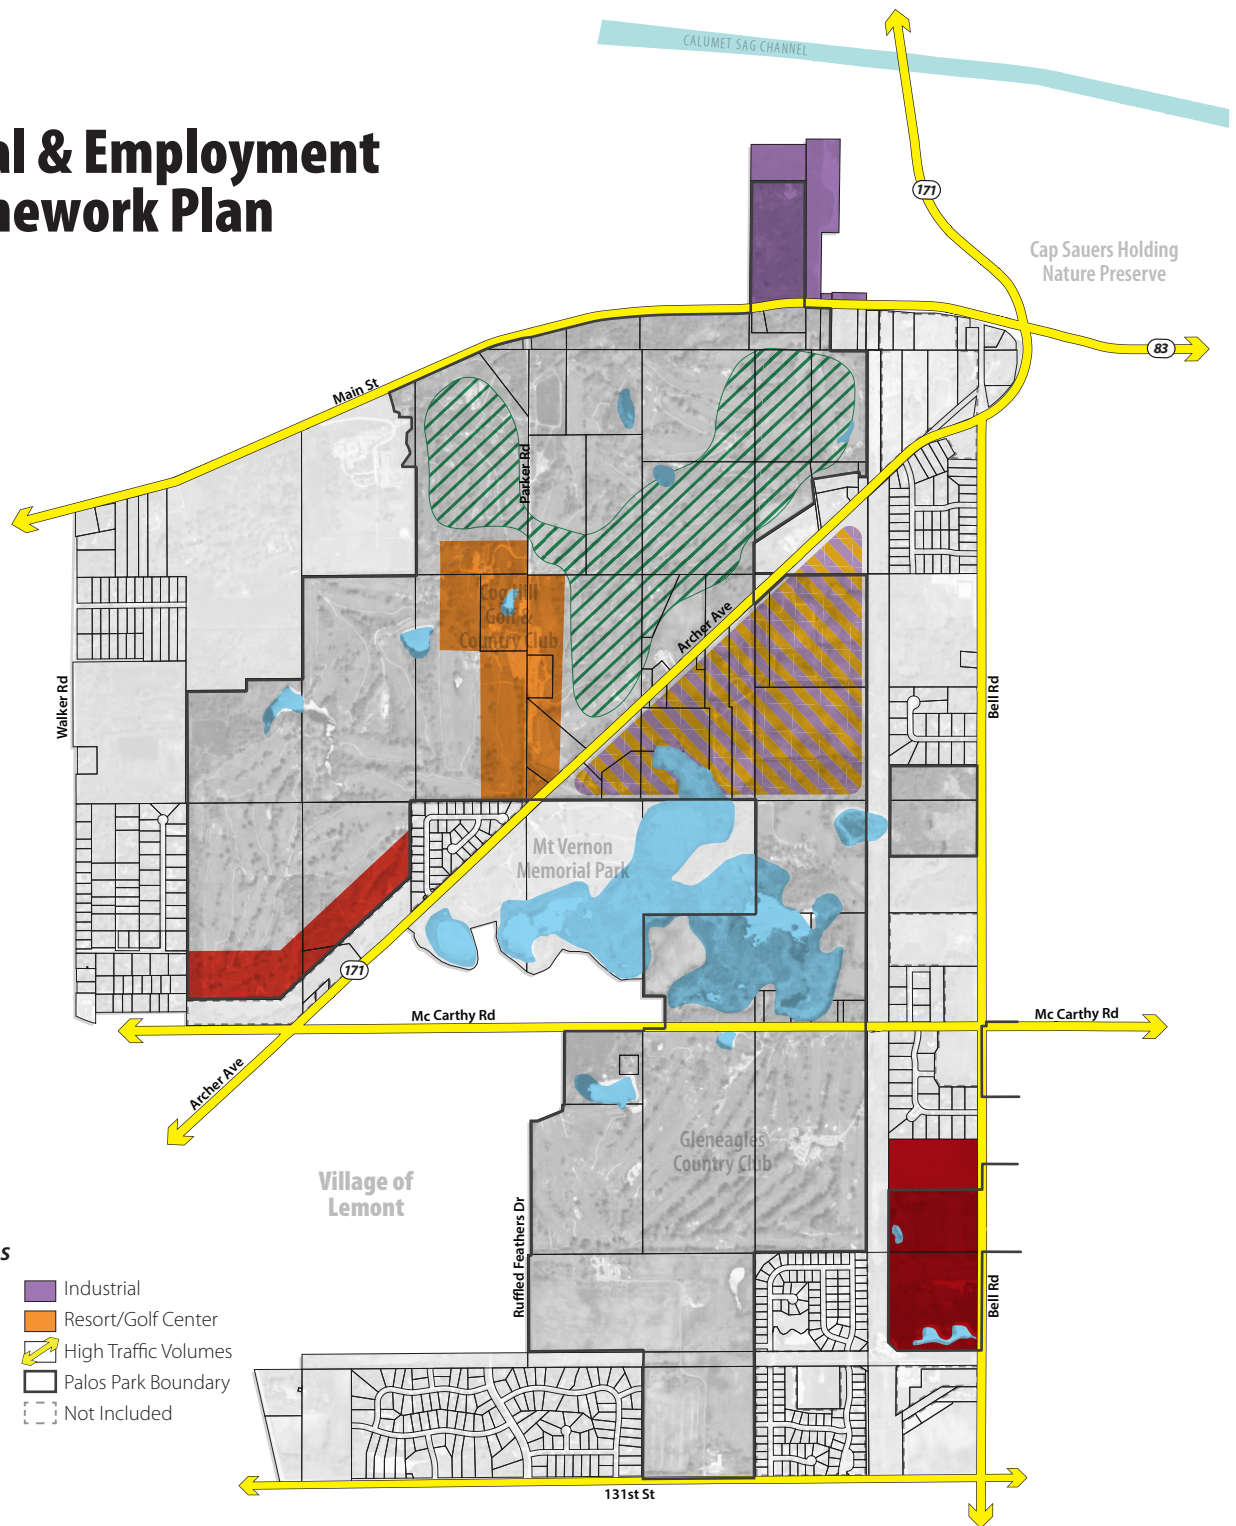 CALUMET SAG CHANNEL
al & Employment
nework Plan
171
Cap Sauers Holding
Nature Preserve
83
Main St
Parker Rd
Cog Hill
Golf &
Country Club
Archer Ave
Walker Rd
Bell Rd
Mt Vernon
Memorial Park
171
Mc Carthy Rd
Mc Carthy Rd
Archer Ave
Gleneagles
Country Club
Village of
Lemont
Ruffled Feathers Dr
Bell Rd
s
Industrial
Resort/Golf Center
High Traffic Volumes
Palos Park Boundary
Not Included
131st St